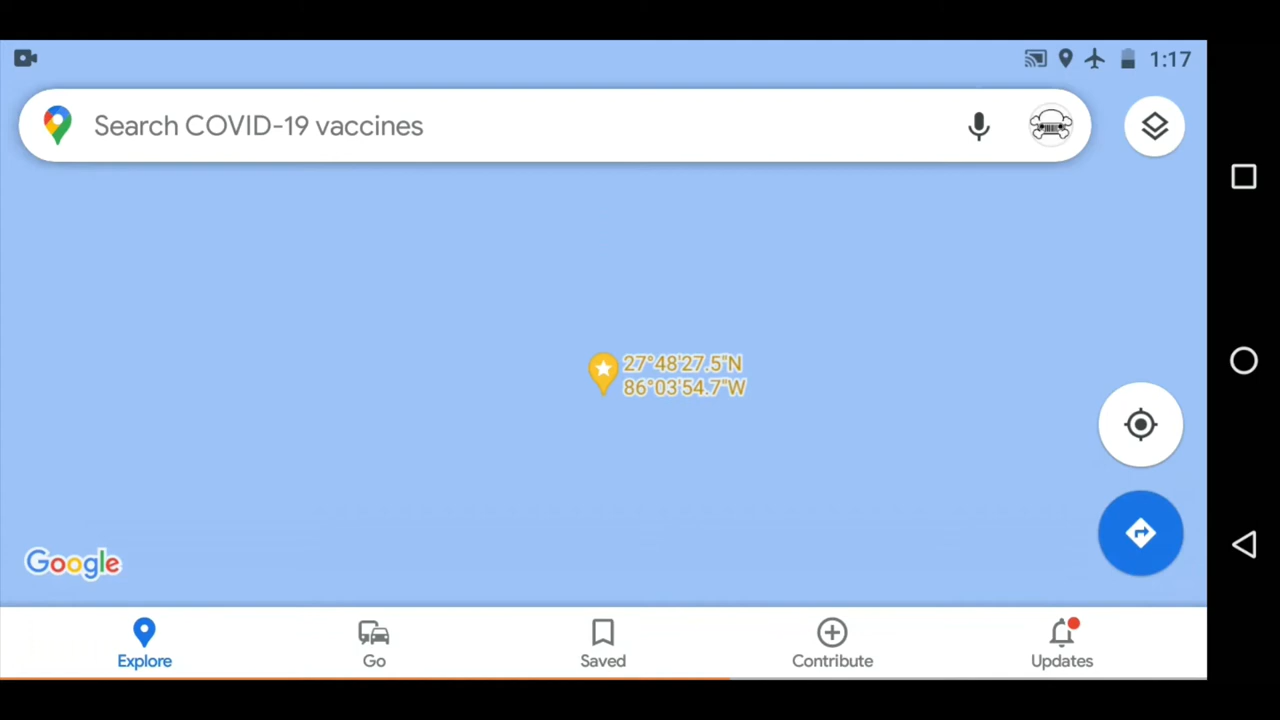 1:17
Search COVID-19 vaccines
27°48'27.5"N
86°03'54.7"W
Google
Explore
Go
Saved
Contribute
Updates